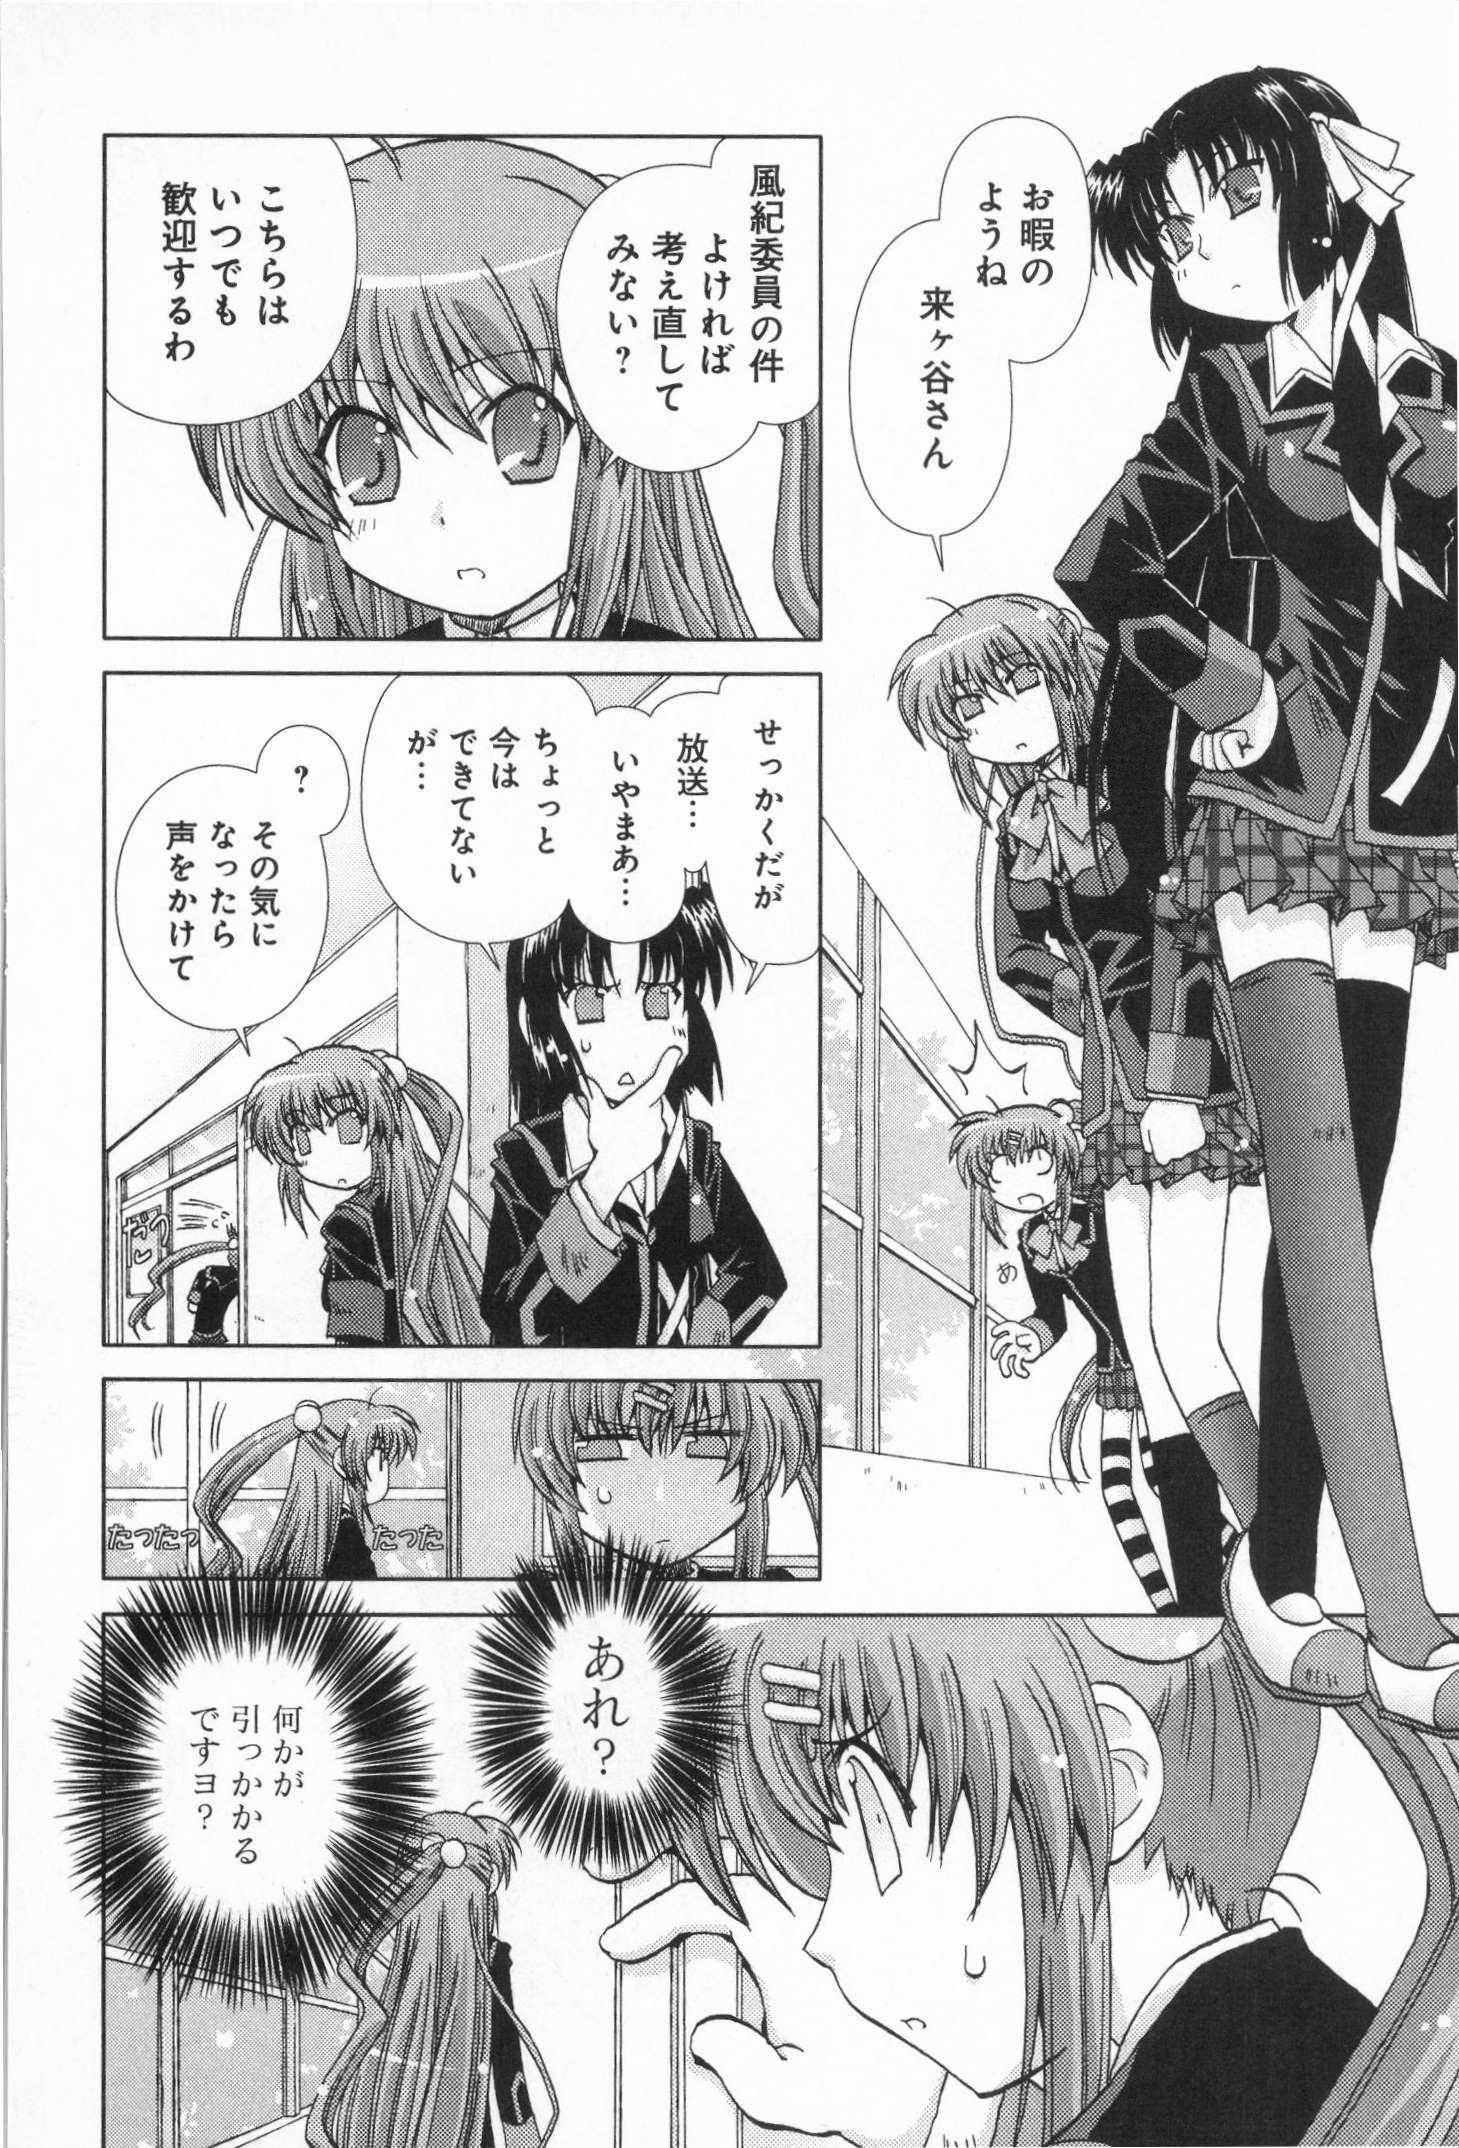 お暇の
ようね
来ヶ谷さん
あ
風紀委員の件
よければ
考え直して
みない？
こちらは
いつでも
歓迎するわ
せっかくだが
放送…
いやまあ…
ちょっと
今は
できてない
が…
？
その気に
なったら
声をかけて
たったたっ
たった
あれ？
何かが
引っかかる
ですヨ？